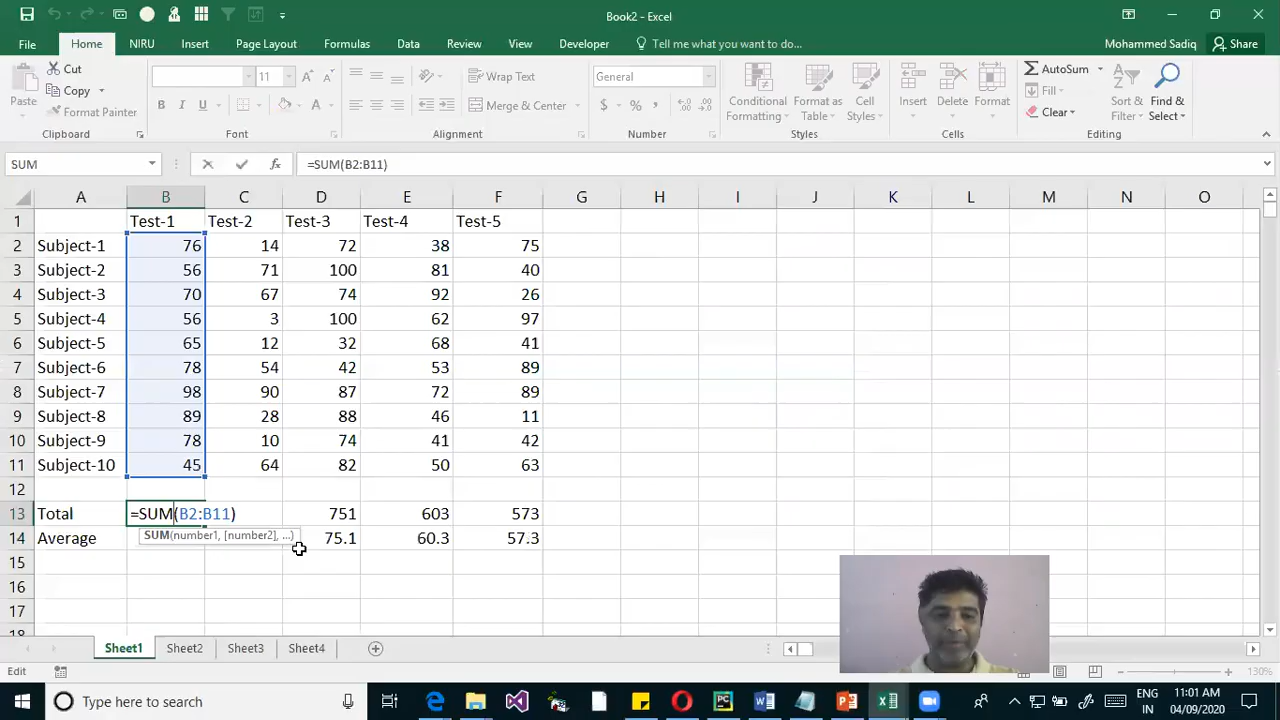 Book2 - Excel
File Home NIRU Insert Page Layout Formulas Data Review View Developer Tell me what you want to do... Mohammed Sadiq Share
Paste Cut Copy Format Painter
Clipboard
11
B I U A
Font
Wrap Text
Merge & Center
Alignment
General
$ % ,
Number
Conditional Formatting Format as Table Cell Styles
Styles
Insert Delete Format
Cells
AutoSum
Fill
Clear
Sort & Filter Find & Select
Editing
SUM fx =SUM(B2:B11)
A B C D E F G H I J K L M N O
1 Test-1 Test-2 Test-3 Test-4 Test-5
2 Subject-1 76 14 72 38 75
3 Subject-2 56 71 100 81 40
4 Subject-3 70 67 74 92 26
5 Subject-4 56 3 100 62 97
6 Subject-5 65 12 32 68 41
7 Subject-6 78 54 42 53 89
8 Subject-7 98 90 87 72 89
9 Subject-8 89 28 88 46 11
10 Subject-9 78 10 74 41 42
11 Subject-10 45 64 82 50 63
12
13 Total =SUM(B2:B11) 751 603 573
SUM(number1, [number2], ...)
14 Average 75.1 60.3 57.3
15
16
17
18
Sheet1 Sheet2 Sheet3 Sheet4
Edit 130%
Type here to search
ENG IN
11:01 AM
04/09/2020